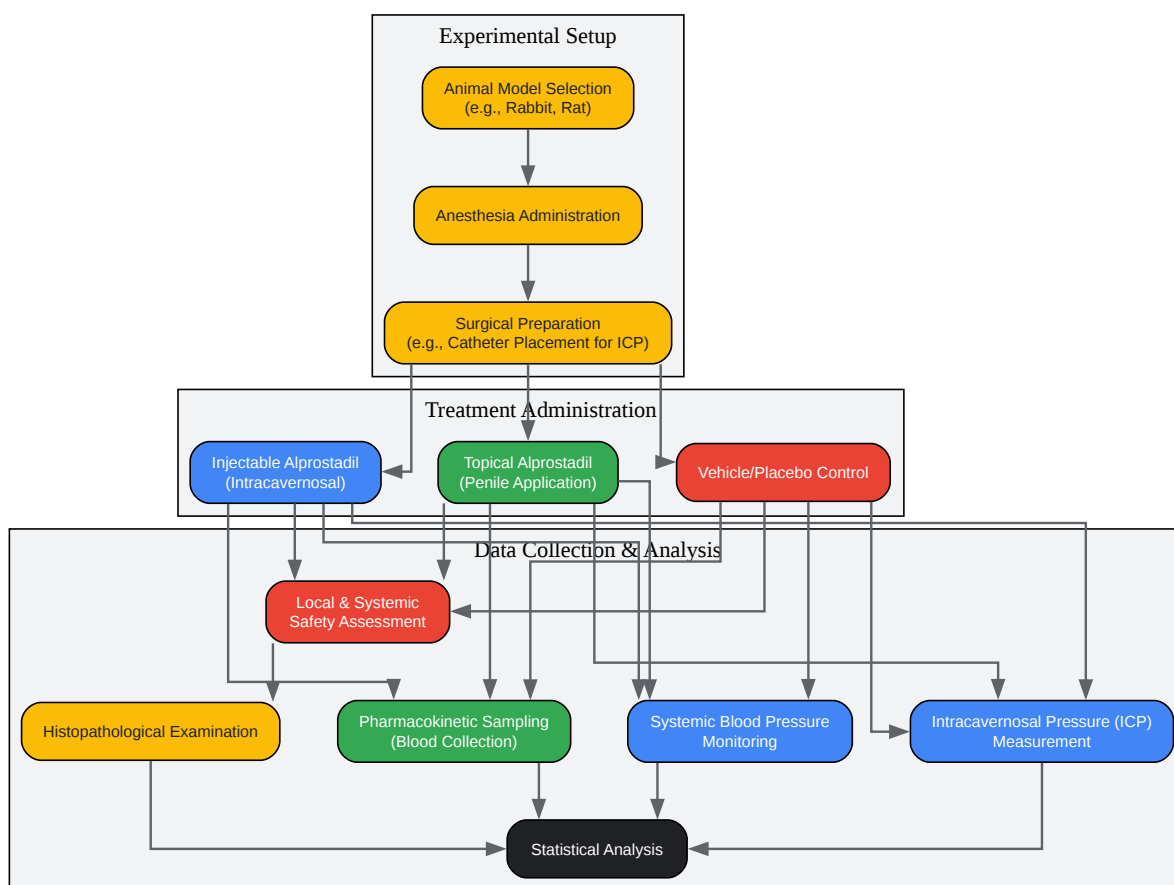 Experimental Setup
Animal Model Selection
(e.g., Rabbit, Rat)
Anesthesia Administration
Surgical Preparation
(e.g., Catheter Placement for ICP)
Treatment Administration
Injectable Alprostadil
(Intracavernosal)
Topical Alprostadil
(Penile Application)
Vehicle/Placebo Control
Data Collection & Analysis
Local & Systemic
Safety Assessment
Histopathological Examination
Pharmacokinetic Sampling
(Blood Collection)
Systemic Blood Pressure
Monitoring
Intracavernosal Pressure (ICP)
Measurement
Statistical Analysis